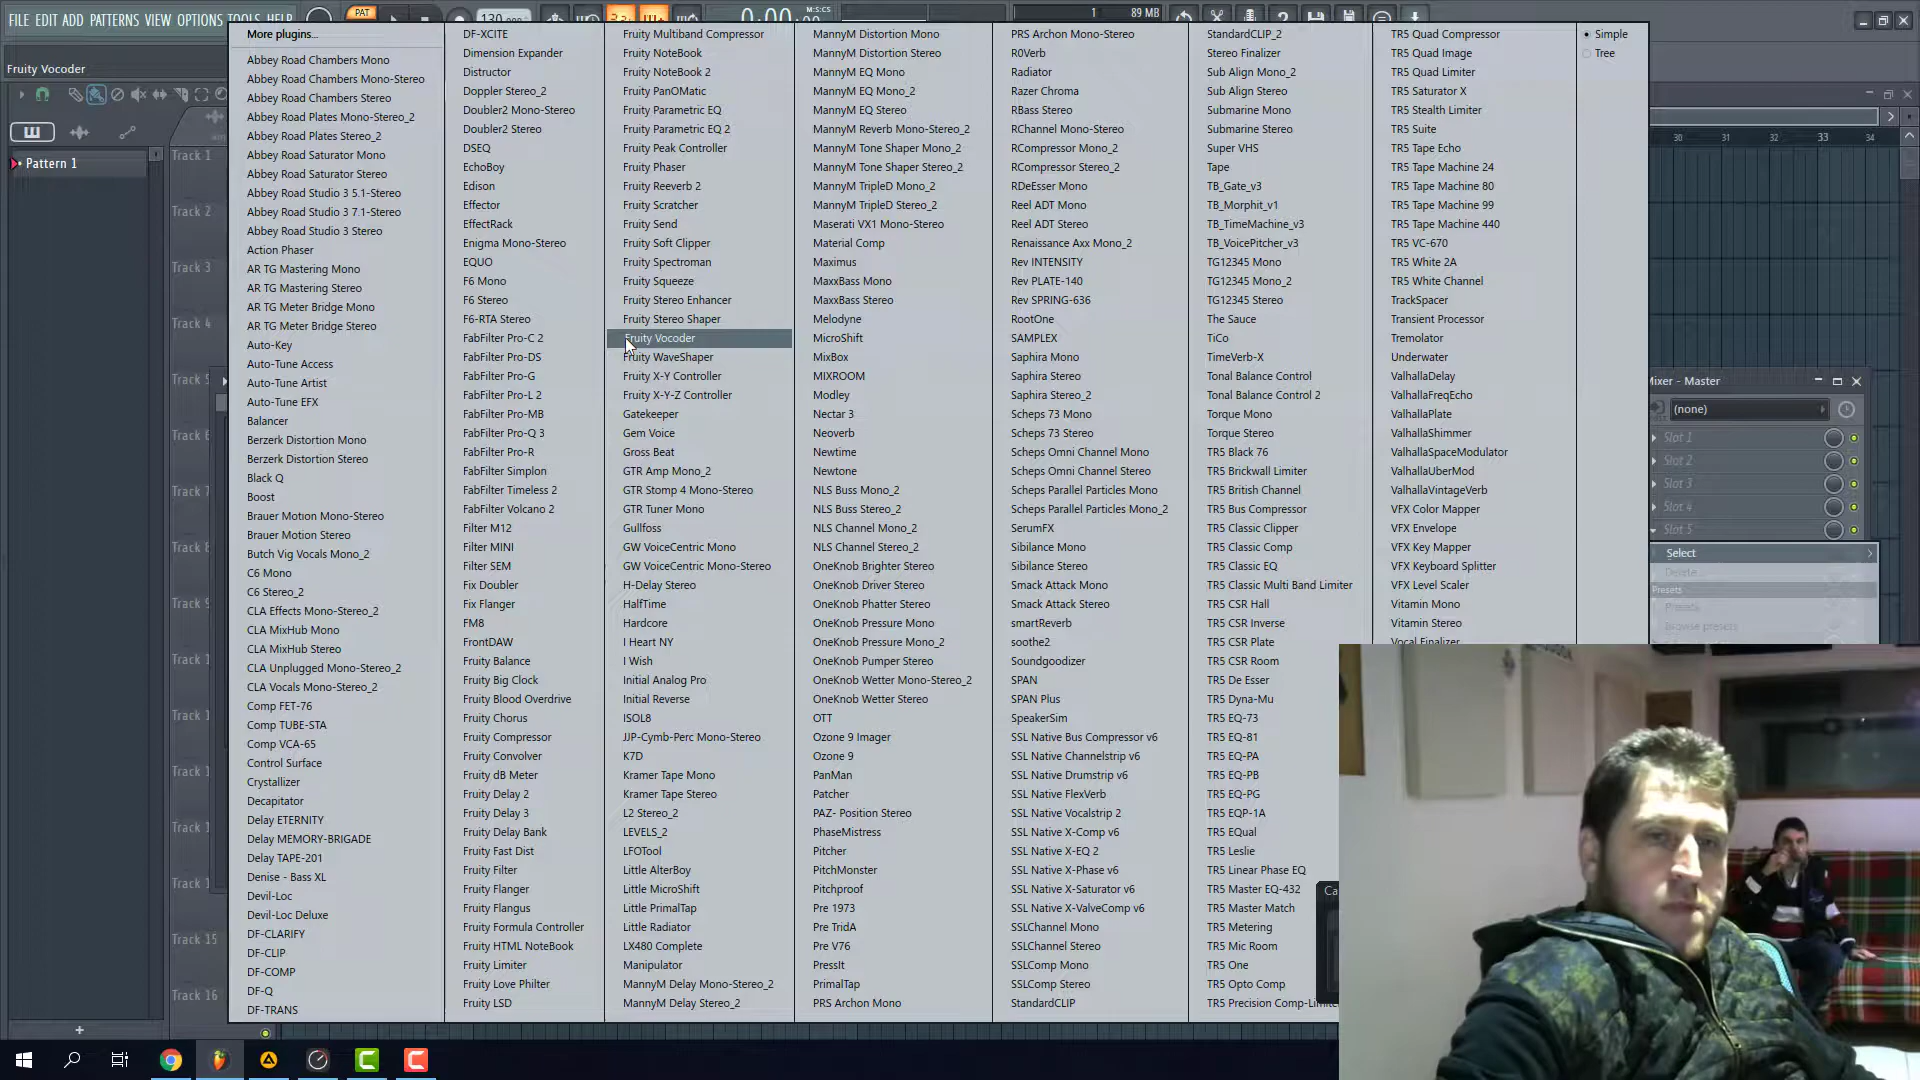 FILE EDIT ADD PATTERNS VIEW OPTIONS TOOLS HELP
PAT
130.000
0:00:00
M:S:CS
1
89 MB
Fruity Vocoder
Pattern 1
Track 1
Track 2
Track 3
Track 4
Track 5
Track 6
Track 7
Track 8
Track 9
Track 1
Track 1
Track 1
Track 1
Track 1
Track 15
Track 16
More plugins...
Abbey Road Chambers Mono
Abbey Road Chambers Mono-Stereo
Abbey Road Chambers Stereo
Abbey Road Plates Mono-Stereo_2
Abbey Road Plates Stereo_2
Abbey Road Saturator Mono
Abbey Road Saturator Stereo
Abbey Road Studio 3 5.1-Stereo
Abbey Road Studio 3 7.1-Stereo
Abbey Road Studio 3 Stereo
Action Phaser
AR TG Mastering Mono
AR TG Mastering Stereo
AR TG Meter Bridge Mono
AR TG Meter Bridge Stereo
Auto-Key
Auto-Tune Access
Auto-Tune Artist
Auto-Tune EFX
Balancer
Berzerk Distortion Mono
Berzerk Distortion Stereo
Black Q
Boost
Brauer Motion Mono-Stereo
Brauer Motion Stereo
Butch Vig Vocals Mono_2
C6 Mono
C6 Stereo_2
CLA Effects Mono-Stereo_2
CLA MixHub Mono
CLA MixHub Stereo
CLA Unplugged Mono-Stereo_2
CLA Vocals Mono-Stereo_2
Comp FET-76
Comp TUBE-STA
Comp VCA-65
Control Surface
Crystallizer
Decapitator
Delay ETERNITY
Delay MEMORY-BRIGADE
Delay TAPE-201
Denise - Bass XL
Devil-Loc
Devil-Loc Deluxe
DF-CLARIFY
DF-CLIP
DF-COMP
DF-Q
DF-TRANS
DF-XCITE
Dimension Expander
Distructor
Doppler Stereo_2
Doubler2 Mono-Stereo
Doubler2 Stereo
DSEQ
EchoBoy
Edison
Effector
EffectRack
Enigma Mono-Stereo
EQUO
F6 Mono
F6 Stereo
F6-RTA Stereo
FabFilter Pro-C 2
FabFilter Pro-DS
FabFilter Pro-G
FabFilter Pro-L 2
FabFilter Pro-MB
FabFilter Pro-Q 3
FabFilter Pro-R
FabFilter Simplon
FabFilter Timeless 2
FabFilter Volcano 2
Filter M12
Filter MINI
Filter SEM
Fix Doubler
Fix Flanger
FM8
FrontDAW
Fruity Balance
Fruity Big Clock
Fruity Blood Overdrive
Fruity Chorus
Fruity Compressor
Fruity Convolver
Fruity dB Meter
Fruity Delay 2
Fruity Delay 3
Fruity Delay Bank
Fruity Fast Dist
Fruity Filter
Fruity Flanger
Fruity Flangus
Fruity Formula Controller
Fruity HTML NoteBook
Fruity Limiter
Fruity Love Philter
Fruity LSD
Fruity Multiband Compressor
Fruity NoteBook
Fruity NoteBook 2
Fruity PanOMatic
Fruity Parametric EQ
Fruity Parametric EQ 2
Fruity Peak Controller
Fruity Phaser
Fruity Reeverb 2
Fruity Scratcher
Fruity Send
Fruity Soft Clipper
Fruity Spectroman
Fruity Squeeze
Fruity Stereo Enhancer
Fruity Stereo Shaper
Fruity Vocoder
Fruity WaveShaper
Fruity X-Y Controller
Fruity X-Y-Z Controller
Gatekeeper
Gem Voice
Gross Beat
GTR Amp Mono_2
GTR Stomp 4 Mono-Stereo
GTR Tuner Mono
Gullfoss
GW VoiceCentric Mono
GW VoiceCentric Mono-Stereo
H-Delay Stereo
HalfTime
Hardcore
I Heart NY
I Wish
Initial Analog Pro
Initial Reverse
ISOL8
JJP-Cymb-Perc Mono-Stereo
K7D
Kramer Tape Mono
Kramer Tape Stereo
L2 Stereo_2
LEVELS_2
LFOTool
Little AlterBoy
Little MicroShift
Little PrimalTap
Little Radiator
LX480 Complete
Manipulator
MannyM Delay Mono-Stereo_2
MannyM Delay Stereo_2
MannyM Distortion Mono
MannyM Distortion Stereo
MannyM EQ Mono
MannyM EQ Mono_2
MannyM EQ Stereo
MannyM Reverb Mono-Stereo_2
MannyM Tone Shaper Mono_2
MannyM Tone Shaper Stereo_2
MannyM TripleD Mono_2
MannyM TripleD Stereo_2
Maserati VX1 Mono-Stereo
Material Comp
Maximus
MaxxBass Mono
MaxxBass Stereo
Melodyne
MicroShift
MixBox
MIXROOM
Modley
Nectar 3
Neoverb
Newtime
Newtone
NLS Buss Mono_2
NLS Buss Stereo_2
NLS Channel Mono_2
NLS Channel Stereo_2
OneKnob Brighter Stereo
OneKnob Driver Stereo
OneKnob Phatter Stereo
OneKnob Pressure Mono
OneKnob Pressure Mono_2
OneKnob Pumper Stereo
OneKnob Wetter Mono-Stereo_2
OneKnob Wetter Stereo
OTT
Ozone 9 Imager
Ozone 9
PanMan
Patcher
PAZ- Position Stereo
PhaseMistress
Pitcher
PitchMonster
Pitchproof
Pre 1973
Pre TridA
Pre V76
PressIt
PrimalTap
PRS Archon Mono
PRS Archon Mono-Stereo
R0Verb
Radiator
Razer Chroma
RBass Stereo
RChannel Mono-Stereo
RCompressor Mono_2
RCompressor Stereo_2
RDeEsser Mono
Reel ADT Mono
Reel ADT Stereo
Renaissance Axx Mono_2
Rev INTENSITY
Rev PLATE-140
Rev SPRING-636
RootOne
SAMPLEX
Saphira Mono
Saphira Stereo
Saphira Stereo_2
Scheps 73 Mono
Scheps 73 Stereo
Scheps Omni Channel Mono
Scheps Omni Channel Stereo
Scheps Parallel Particles Mono
Scheps Parallel Particles Mono_2
SerumFX
Sibilance Mono
Sibilance Stereo
Smack Attack Mono
Smack Attack Stereo
smartReverb
soothe2
Soundgoodizer
SPAN
SPAN Plus
SpeakerSim
SSL Native Bus Compressor v6
SSL Native Channelstrip v6
SSL Native Drumstrip v6
SSL Native FlexVerb
SSL Native Vocalstrip 2
SSL Native X-Comp v6
SSL Native X-EQ 2
SSL Native X-Phase v6
SSL Native X-Saturator v6
SSL Native X-ValveComp v6
SSLChannel Mono
SSLChannel Stereo
SSLComp Mono
SSLComp Stereo
StandardCLIP
StandardCLIP_2
Stereo Finalizer
Sub Align Mono_2
Sub Align Stereo
Submarine Mono
Submarine Stereo
Super VHS
Tape
TB_Gate_v3
TB_Morphit_v1
TB_TimeMachine_v3
TB_VoicePitcher_v3
TG12345 Mono
TG12345 Mono_2
TG12345 Stereo
The Sauce
TiCo
TimeVerb-X
Tonal Balance Control
Tonal Balance Control 2
Torque Mono
Torque Stereo
TR5 Black 76
TR5 Brickwall Limiter
TR5 British Channel
TR5 Bus Compressor
TR5 Classic Clipper
TR5 Classic Comp
TR5 Classic EQ
TR5 Classic Multi Band Limiter
TR5 CSR Hall
TR5 CSR Inverse
TR5 CSR Plate
TR5 CSR Room
TR5 De Esser
TR5 Dyna-Mu
TR5 EQ-73
TR5 EQ-81
TR5 EQ-PA
TR5 EQ-PB
TR5 EQ-PG
TR5 EQP-1A
TR5 EQual
TR5 Leslie
TR5 Linear Phase EQ
TR5 Master EQ-432
TR5 Master Match
TR5 Metering
TR5 Mic Room
TR5 One
TR5 Opto Comp
TR5 Precision Comp-Lim
TR5 Quad Compressor
TR5 Quad Image
TR5 Quad Limiter
TR5 Saturator X
TR5 Stealth Limiter
TR5 Suite
TR5 Tape Echo
TR5 Tape Machine 24
TR5 Tape Machine 80
TR5 Tape Machine 99
TR5 Tape Machine 440
TR5 VC-670
TR5 White 2A
TR5 White Channel
TrackSpacer
Transient Processor
Tremolator
Underwater
ValhallaDelay
ValhallaFreqEcho
ValhallaPlate
ValhallaShimmer
ValhallaSpaceModulator
ValhallaUberMod
ValhallaVintageVerb
VFX Color Mapper
VFX Envelope
VFX Key Mapper
VFX Keyboard Splitter
VFX Level Scaler
Vitamin Mono
Vitamin Stereo
Vocal Finalizer
Simple
Tree
30 31 32 33 34
Mixer - Master
(none)
Slot 1
Slot 2
Slot 3
Slot 4
Slot 5
Select
Delete...
Presets
Presets
Browse presets
Ca